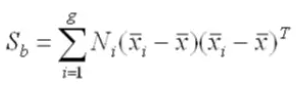 $S_b = \sum_{i=1}^{g} N_i (\bar{x}_i - \bar{x})(\bar{x}_i - \bar{x})^T$